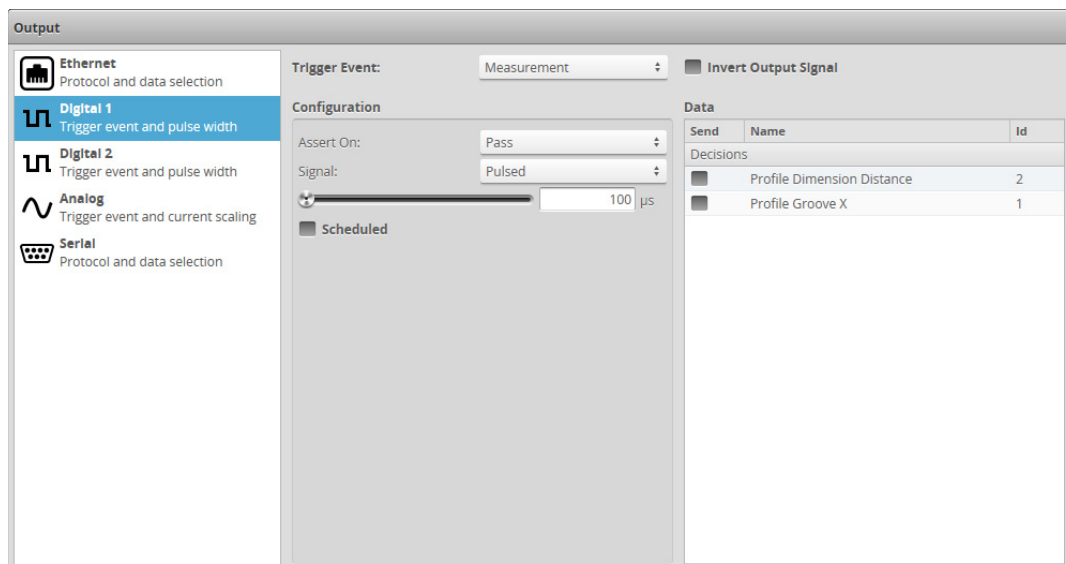 Output
Ethernet
Protocol and data selection
Digital 1
Trigger event and pulse width
Digital 2
Trigger event and pulse width
Analog
Trigger event and current scaling
Serial
Protocol and data selection
Trigger Event: Measurement
Configuration
Assert On: Pass
Signal: Pulsed
100 µs
Scheduled
Invert Output Signal
Data
Send Name Id
Decisions
Profile Dimension Distance 2
Profile Groove X 1